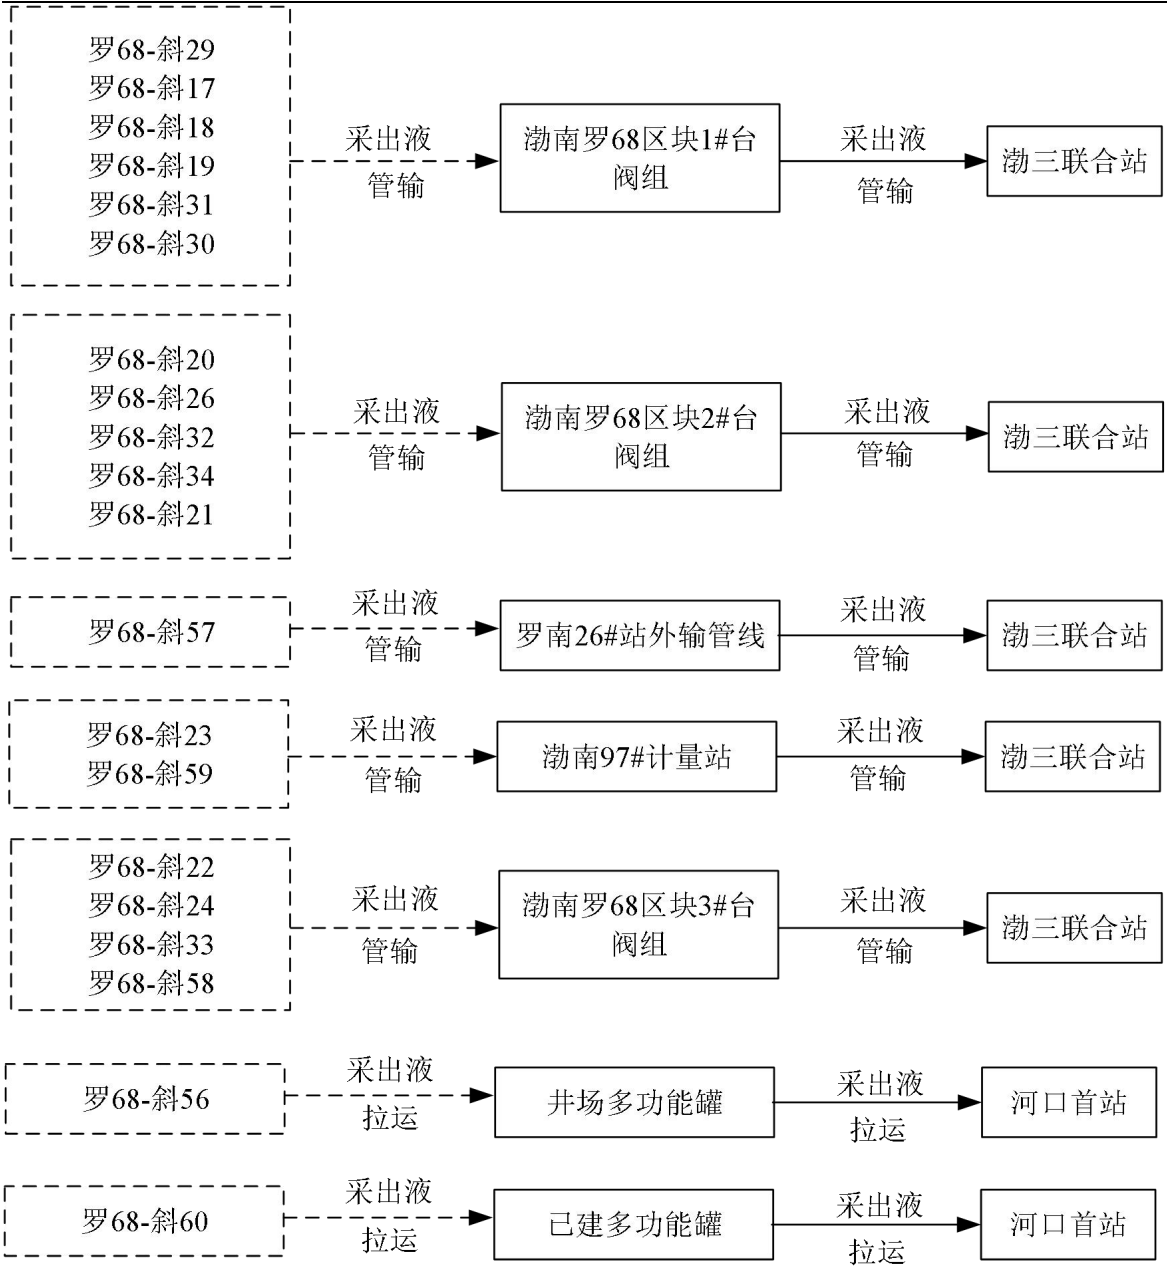 罗68-斜29
罗68-斜17
罗68-斜18
罗68-斜19
罗68-斜31
罗68-斜30
采出液
管输
渤南罗68区块1#台
阀组
采出液
管输
渤三联合站
罗68-斜20
罗68-斜26
罗68-斜32
罗68-斜34
罗68-斜21
采出液
管输
渤南罗68区块2#台
阀组
采出液
管输
渤三联合站
罗68-斜57
采出液
管输
罗南26#站外输管线
采出液
管输
渤三联合站
罗68-斜23
罗68-斜59
采出液
管输
渤南97#计量站
采出液
管输
渤三联合站
罗68-斜22
罗68-斜24
罗68-斜33
罗68-斜58
采出液
管输
渤南罗68区块3#台
阀组
采出液
管输
渤三联合站
罗68-斜56
采出液
拉运
井场多功能罐
采出液
拉运
河口首站
罗68-斜60
采出液
拉运
已建多功能罐
采出液
拉运
河口首站